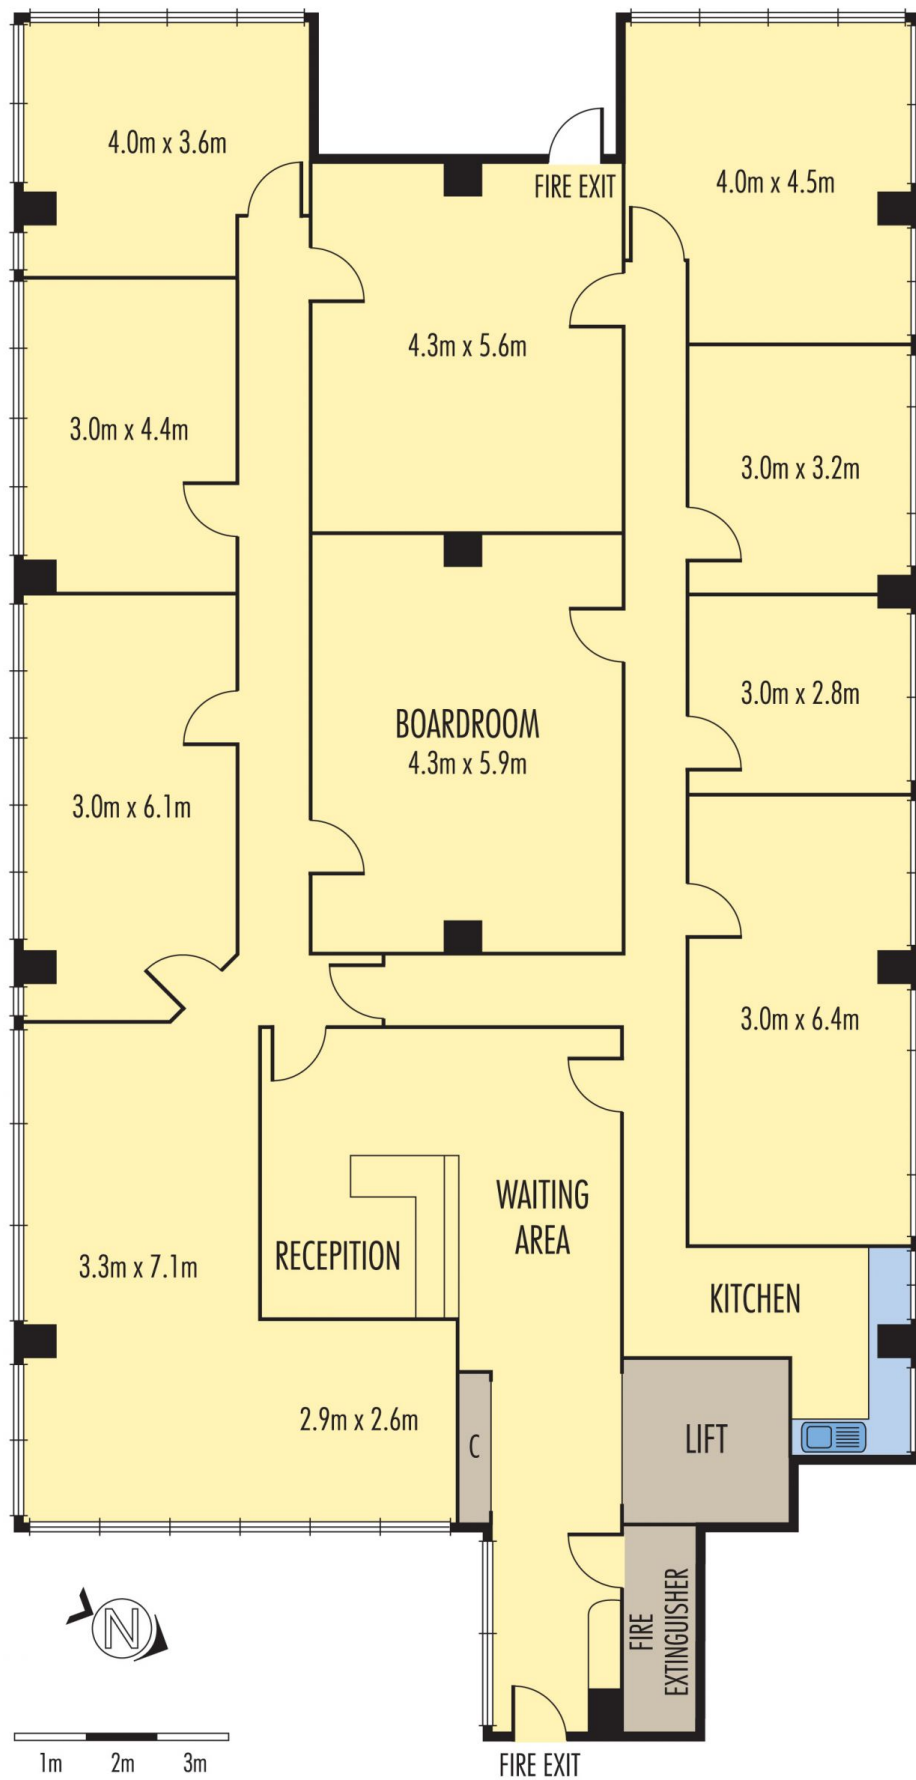 4.0m x 3.6m
FIRE EXIT
4.0m x 4.5m
4.3m x 5.6m
3.0m x 4.4m
3.0m x 3.2m
3.0m x 2.8m
BOARDROOM
4.3m x 5.9m
3.0m x 6.1m
3.0m x 6.4m
WAITING
AREA
RECEPITION
3.3m x 7.1m
KITCHEN
2.9m x 2.6m
C
LIFT
FIRE
EXTINGUISHER
N
1m 2m 3m
FIRE EXIT